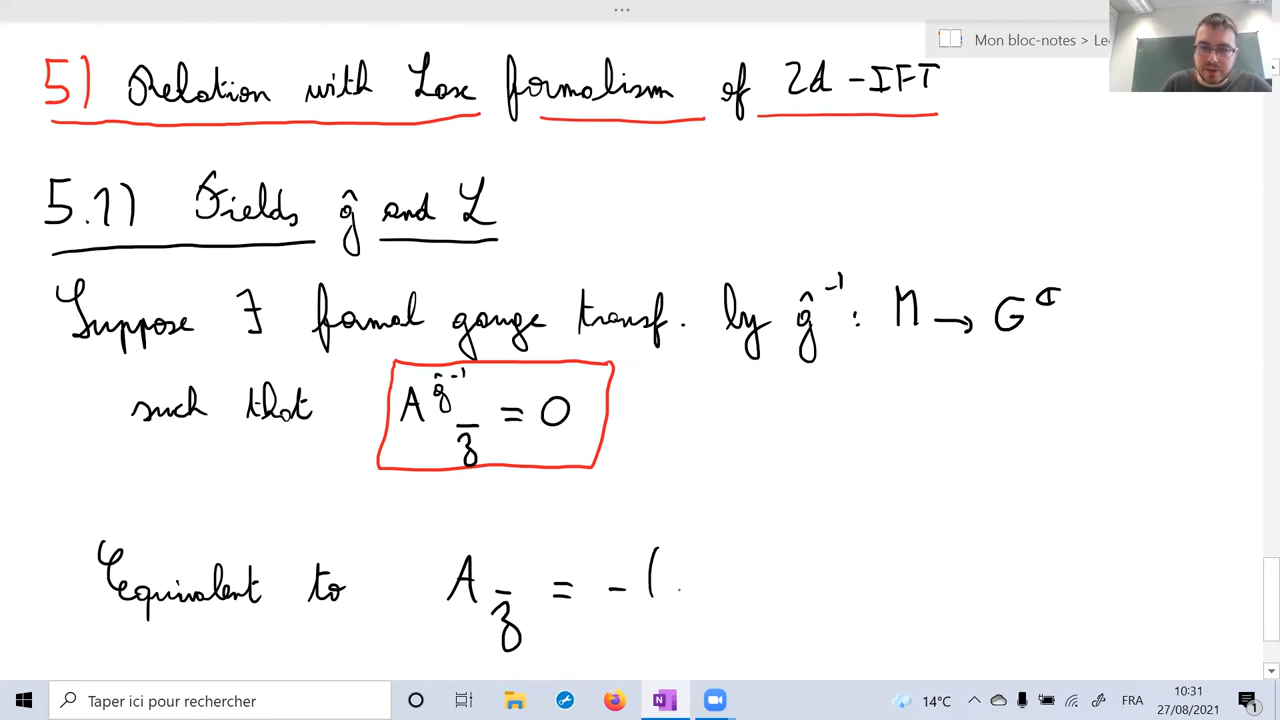 Mon bloc-notes > Le
5) Relation with Lax formalism of 2d-IFT
5.1) Fields ĝ and L
Suppose ∃ formal gauge transf. by ĝ⁻¹ : M → G^ℂ
such that A^{ĝ⁻¹}_{z̄} = 0
Equivalent to A_{z̄} = - (
Taper ici pour rechercher
14°C
FRA
10:31
27/08/2021
1